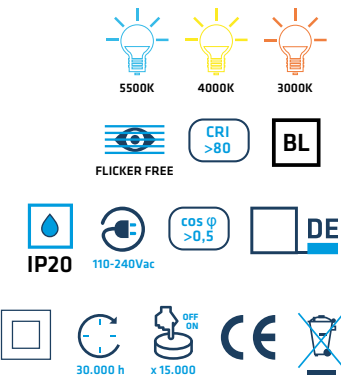 5500K 4000K 3000K
FLICKER FREE
CRI
>80
BL
IP20
110-240Vac
cos φ
>0,5
DE
30.000 h
OFF
ON
x 15.000
CE